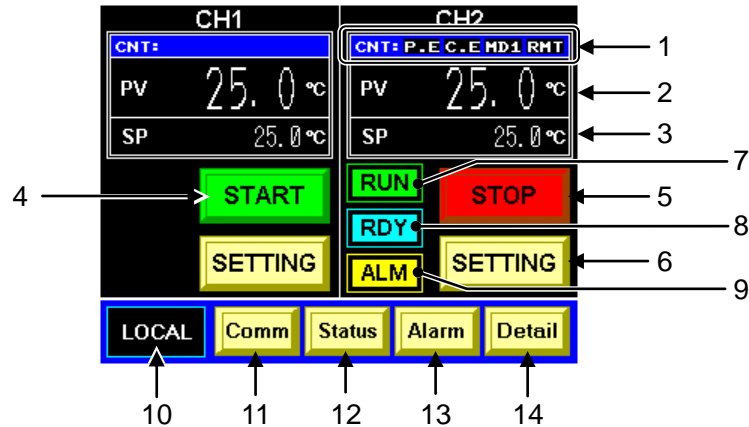 CH1 CH2
CNT: CNT: P.E C.E MD1 RMT 1
PV 25.0 ℃ PV 25.0 ℃ 2
SP 25.0 ℃ SP 25.0 ℃ 3
7
4 START RUN STOP 5
RDY 8
SETTING SETTING 6
ALM 9
LOCAL Comm Status Alarm Detail
10 11 12 13 14